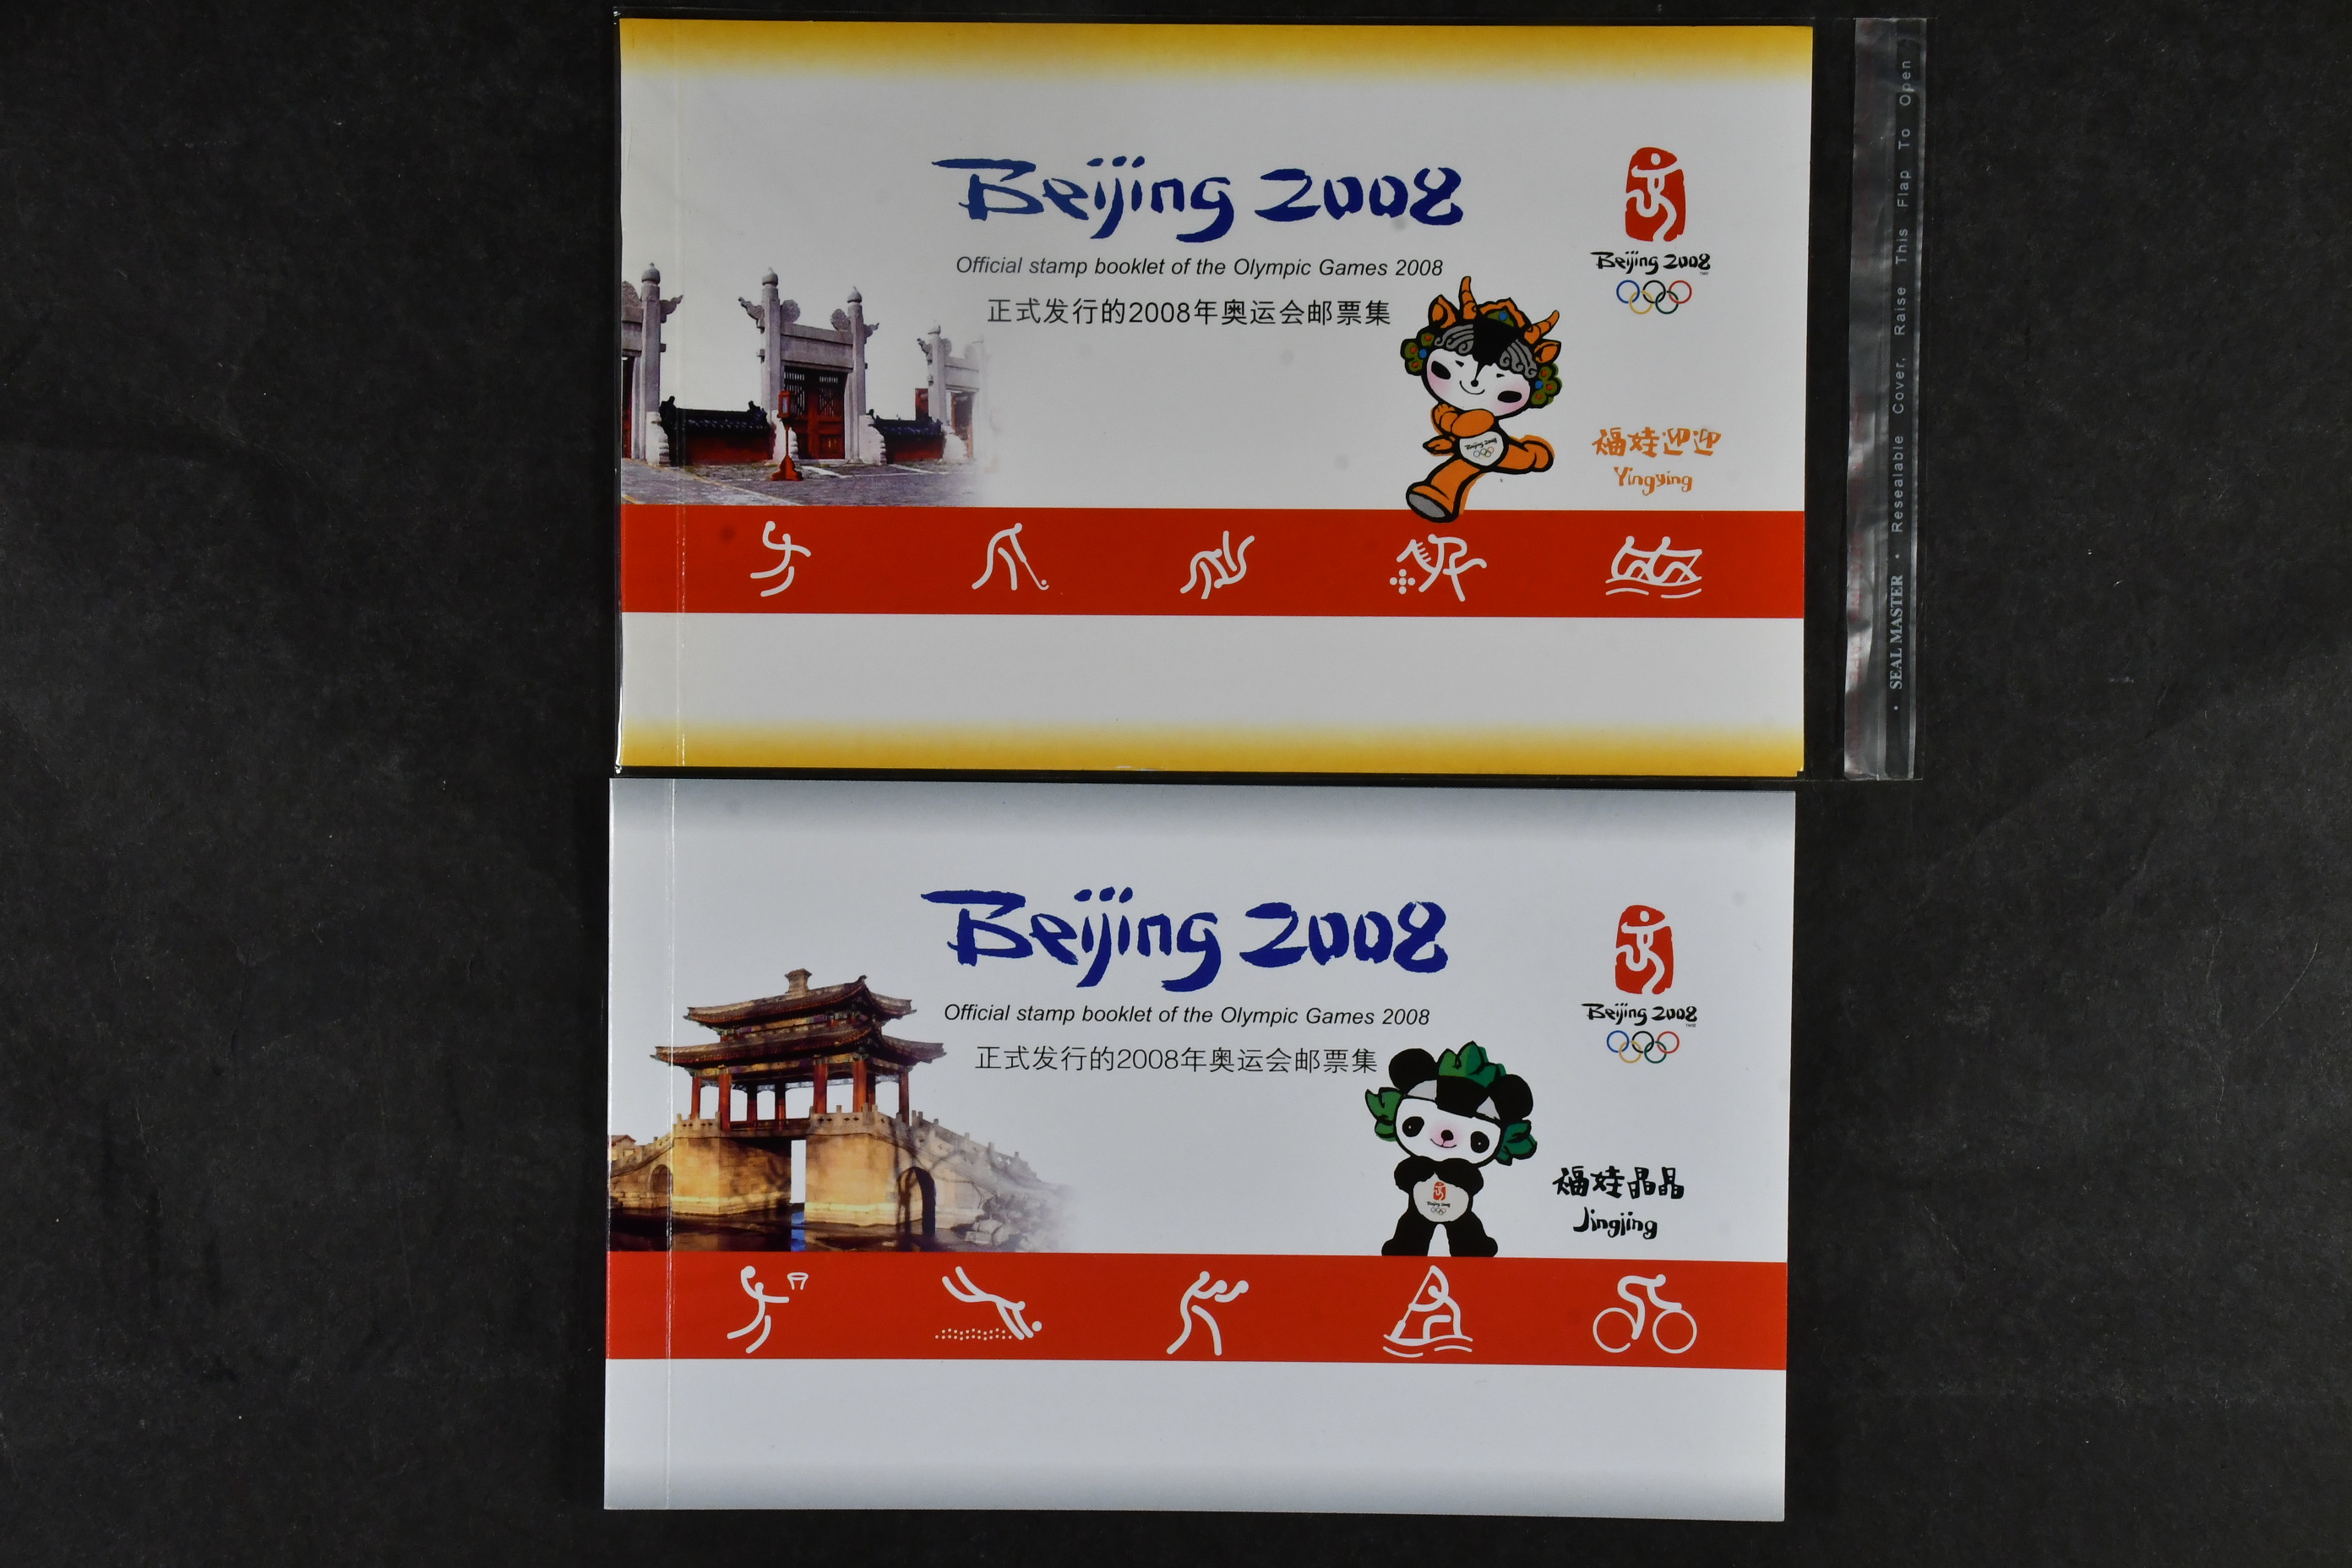 Beijing 2008
Official stamp booklet of the Olympic Games 2008
正式发行的2008年奥运会邮票集
Beijing 2008
福娃迎迎
Yingying
• SEAL MASTER • Resealable Cover, Raise This Flap To Open
Beijing 2008
Official stamp booklet of the Olympic Games 2008
正式发行的2008年奥运会邮票集
Beijing 2008
福娃晶晶
Jingjing